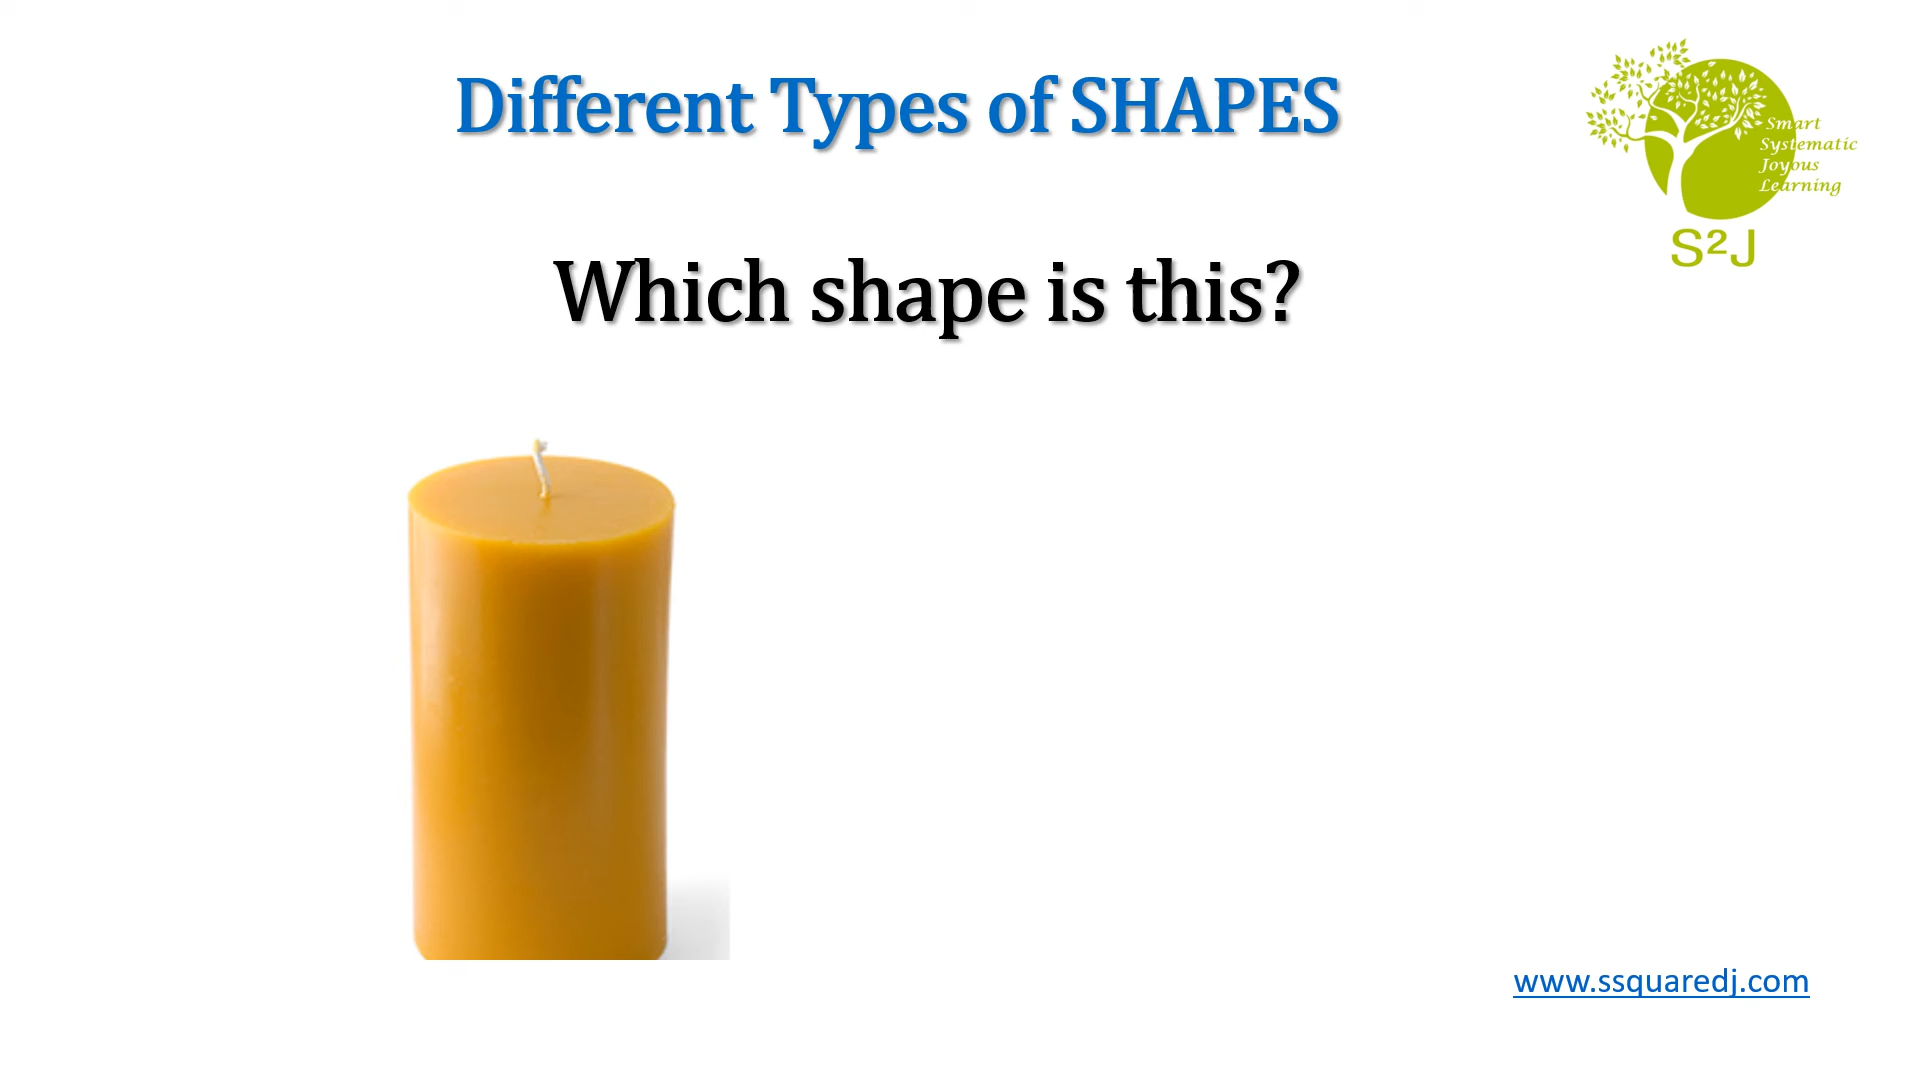 Different Types of SHAPES
Smart
Systematic
Joyous
Learning
S²J
Which shape is this?
www.ssquaredj.com